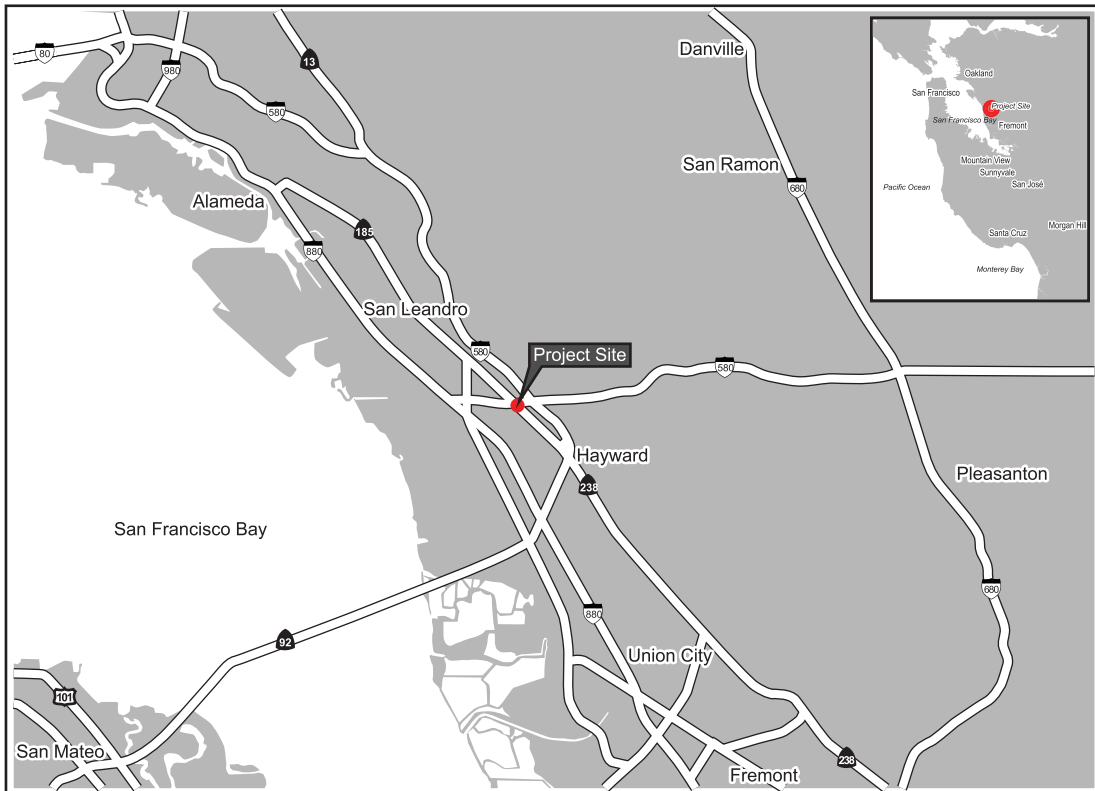 80
980
13
580
Danville
San Ramon
680
Alameda
185
880
San Leandro
580
Project Site
580
Hayward
238
Pleasanton
San Francisco Bay
680
880
92
Union City
101
San Mateo
238
Fremont
Oakland
San Francisco
Project Site
San Francisco Bay
Fremont
Mountain View
Sunnyvale
San José
Pacific Ocean
Morgan Hill
Santa Cruz
Monterey Bay